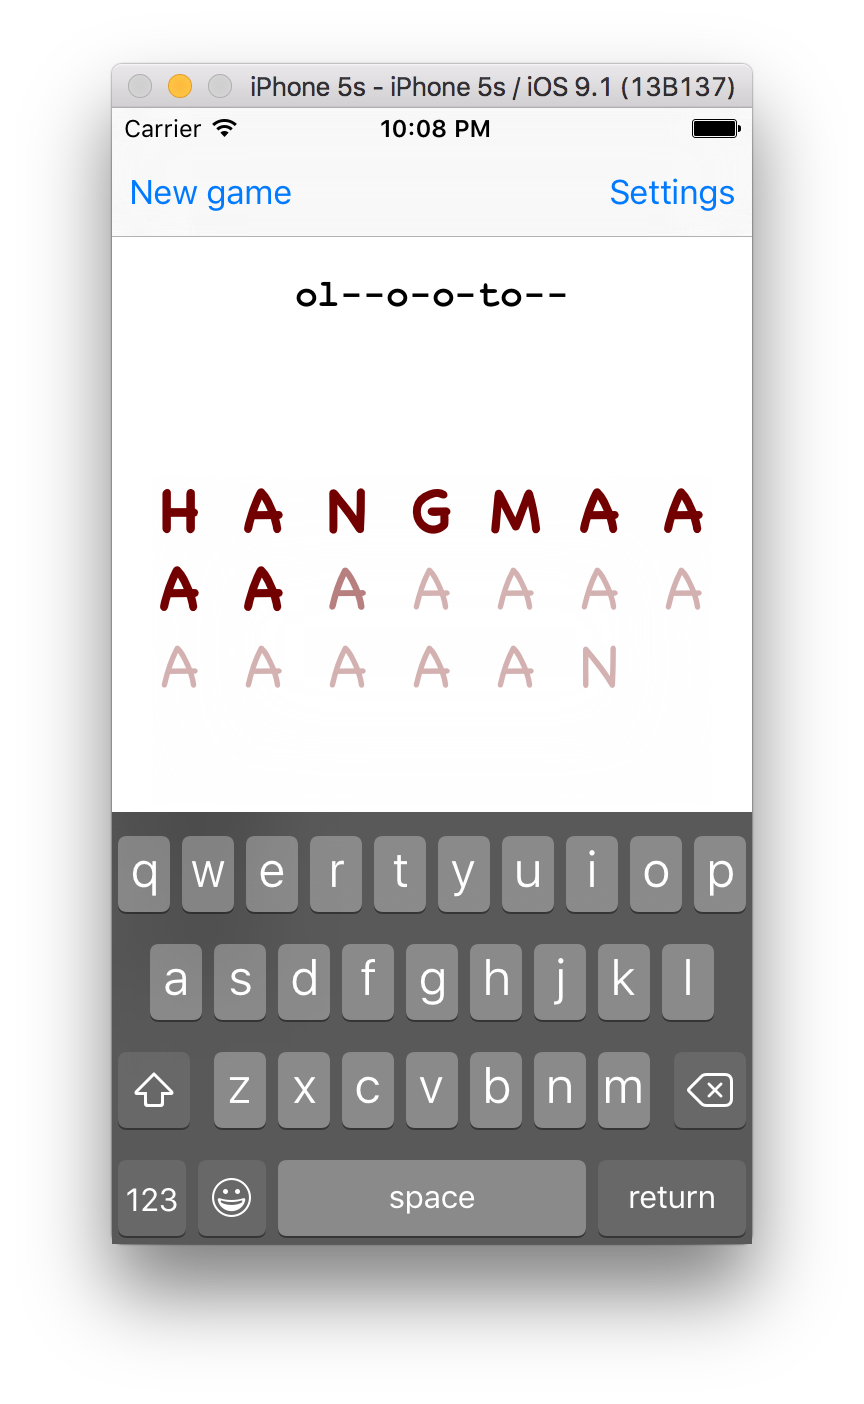 iPhone 5s - iPhone 5s / iOS 9.1 (13B137)
Carrier 10:08 PM
New game Settings
ol--o-o-to--
H A N G M A A
A A A A A A A
A A A A A N
q w e r t y u i o p
a s d f g h j k l
z x c v b n m
123 space return